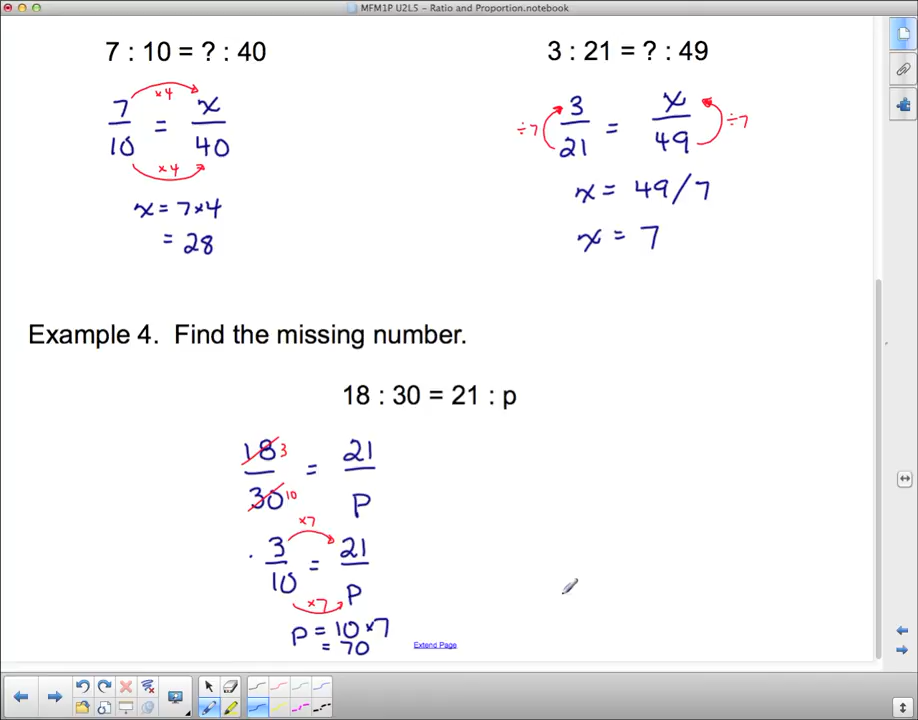 MFM1P U2L5 - Ratio and Proportion.notebook
7 : 10 = ? : 40
7/10 = x/40
×4
×4
x = 7×4
= 28
3 : 21 = ? : 49
3/21 = x/49
÷7
÷7
x = 49/7
x = 7
Example 4. Find the missing number.
18 : 30 = 21 : p
18/30 = 21/P
3
10
3/10 = 21/P
×7
×7
P = 10×7
= 70
Extend Page